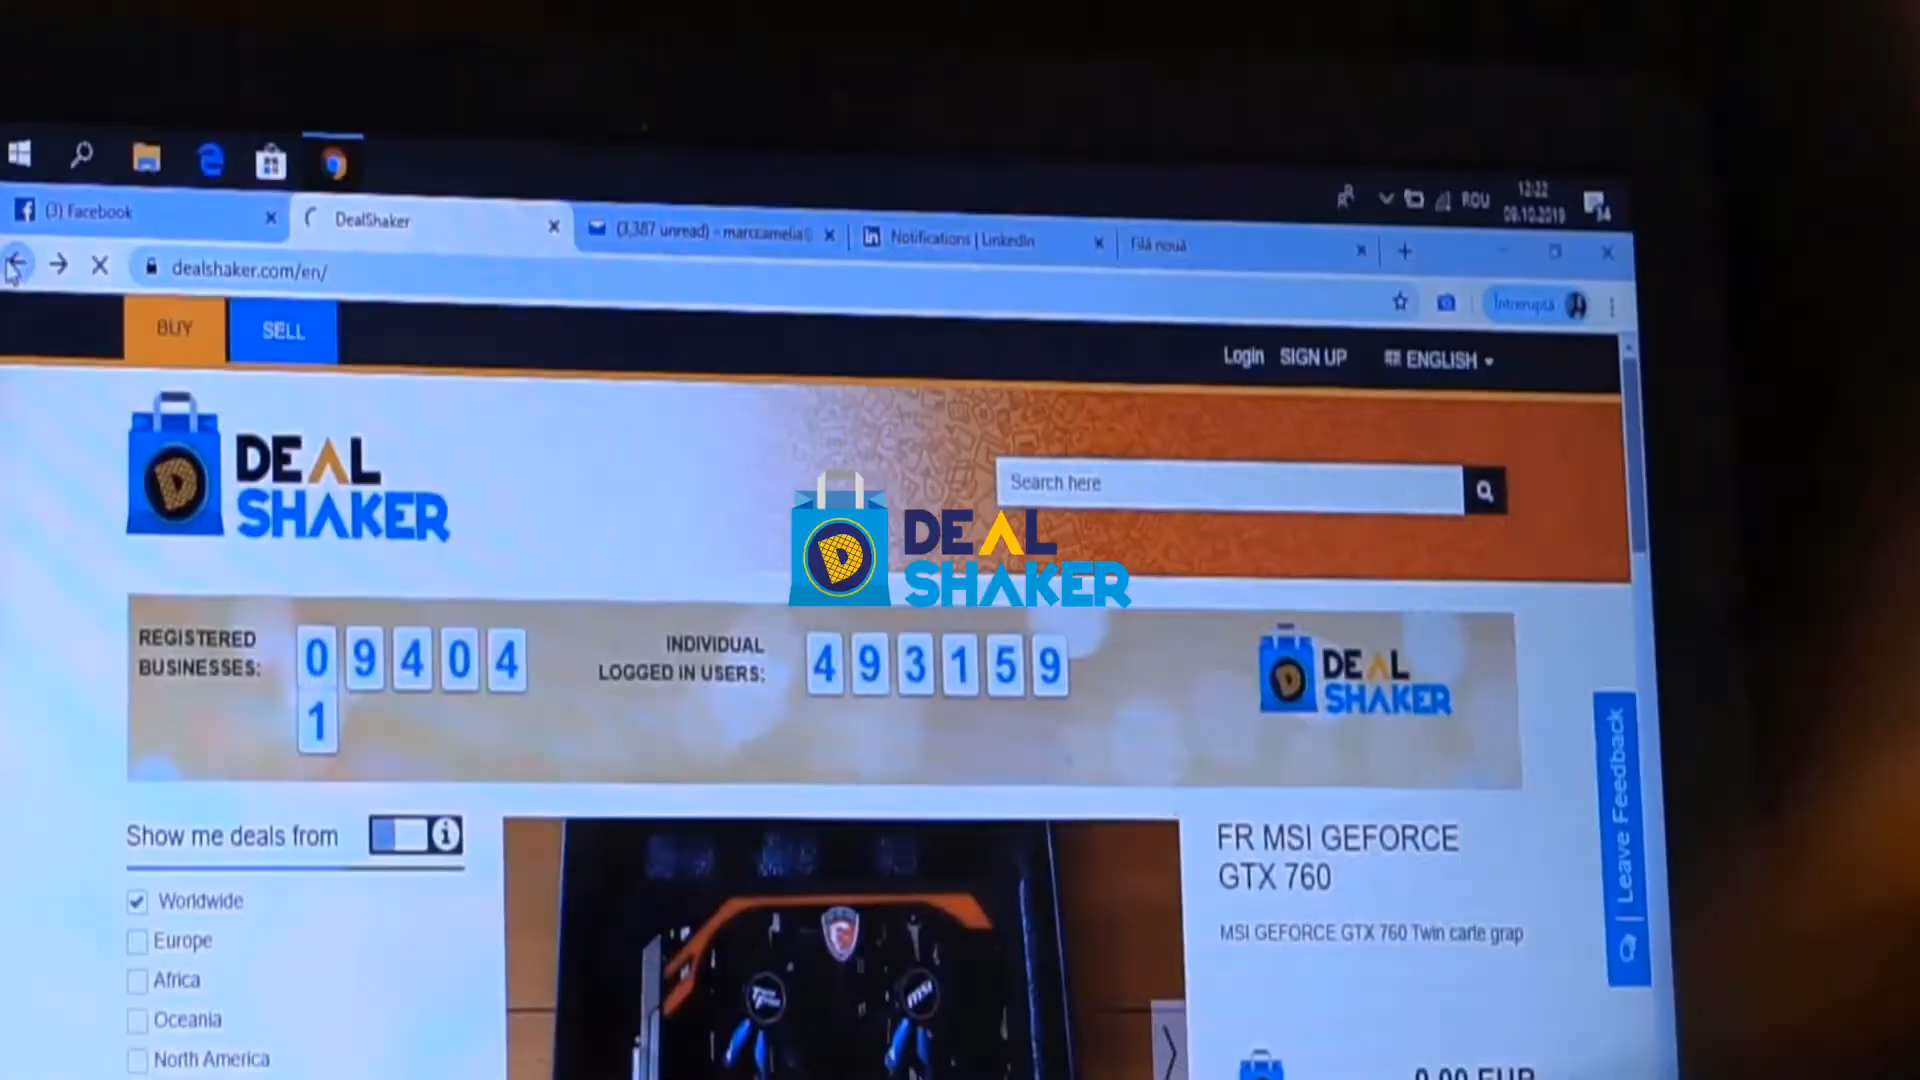 ROU
12:22
09.10.2019
(3) Facebook
DealShaker
(3,387 unread) - marccamelia
Notifications | LinkedIn
Filă nouă
dealshaker.com/en/
Întreruptă
BUY
SELL
Login
SIGN UP
ENGLISH
DEAL
SHAKER
Search here
DEAL
SHAKER
REGISTERED
BUSINESSES:
0 9 4 0 4
1
INDIVIDUAL
LOGGED IN USERS:
4 9 3 1 5 9
DEAL
SHAKER
Leave Feedback
Show me deals from
Worldwide
Europe
Africa
Oceania
North America
FR MSI GEFORCE
GTX 760
MSI GEFORCE GTX 760 Twin carte grap
msi
0.00 EUR